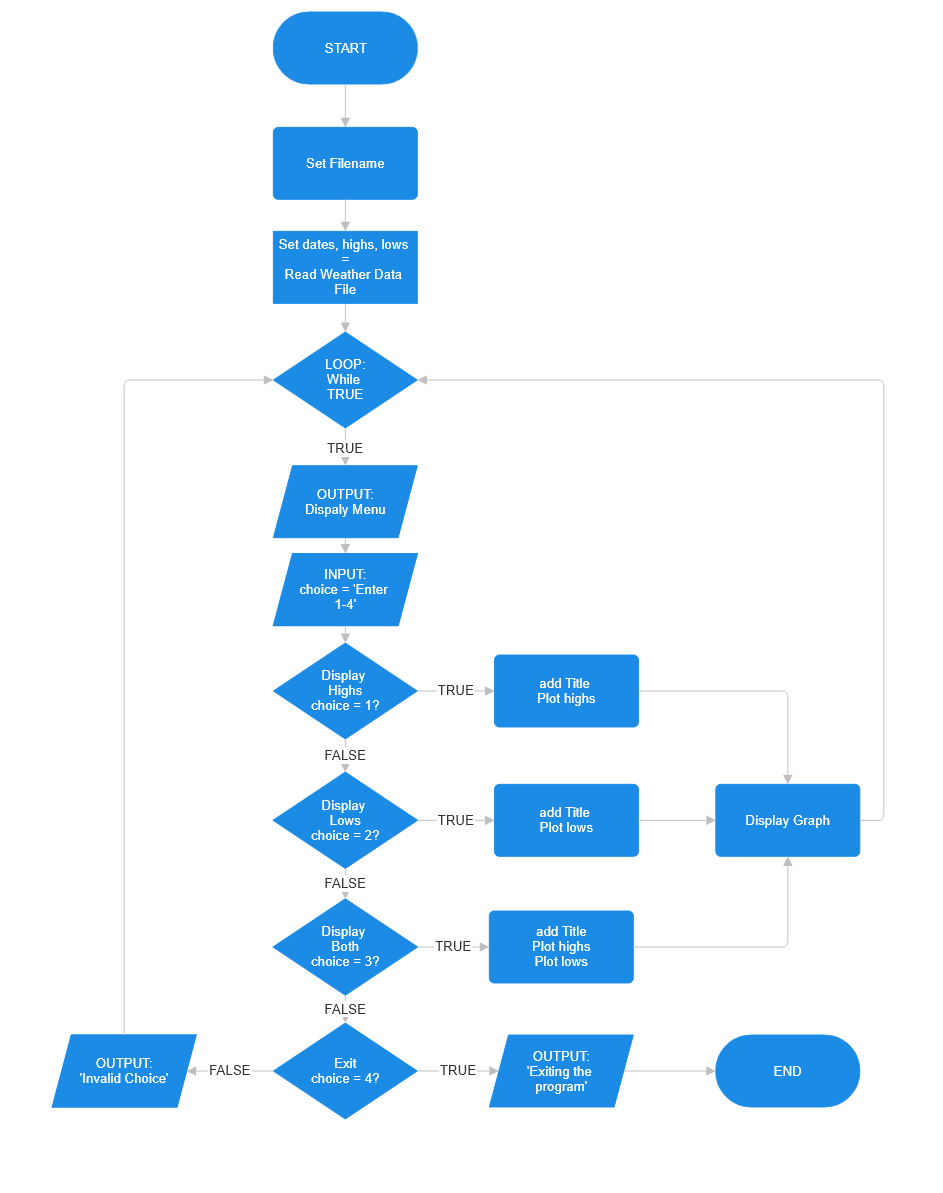 START
Set Filename
Set dates, highs, lows
=
Read Weather Data
File
LOOP:
While
TRUE
TRUE
OUTPUT:
Dispaly Menu
INPUT:
choice = 'Enter
1-4'
Display
Highs
choice = 1?
TRUE
add Title
Plot highs
FALSE
Display
Lows
choice = 2?
TRUE
add Title
Plot lows
Display Graph
FALSE
Display
Both
choice = 3?
TRUE
add Title
Plot highs
Plot lows
FALSE
OUTPUT:
'Invalid Choice'
FALSE
Exit
choice = 4?
TRUE
OUTPUT:
'Exiting the
program'
END